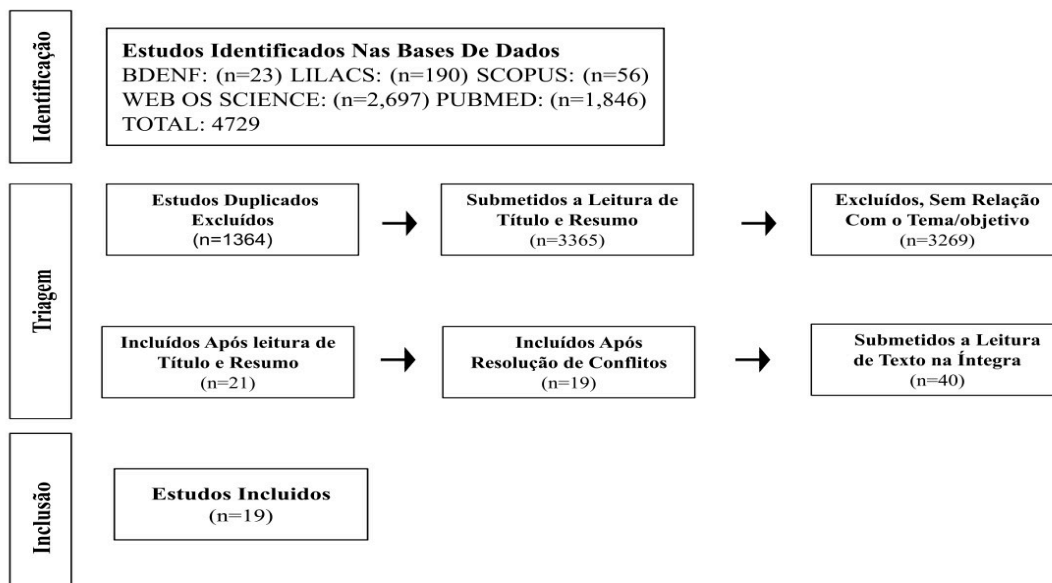 Identificação
Estudos Identificados Nas Bases De Dados
BDENF: (n=23) LILACS: (n=190) SCOPUS: (n=56)
WEB OS SCIENCE: (n=2,697) PUBMED: (n=1,846)
TOTAL: 4729
Triagem
Estudos Duplicados
Excluídos
(n=1364)
Submetidos a Leitura de
Título e Resumo
(n=3365)
Excluídos, Sem Relação
Com o Tema/objetivo
(n=3269)
Incluídos Após leitura de
Título e Resumo
(n=21)
Incluídos Após
Resolução de Conflitos
(n=19)
Submetidos a Leitura
de Texto na Íntegra
(n=40)
Inclusão
Estudos Incluidos
(n=19)